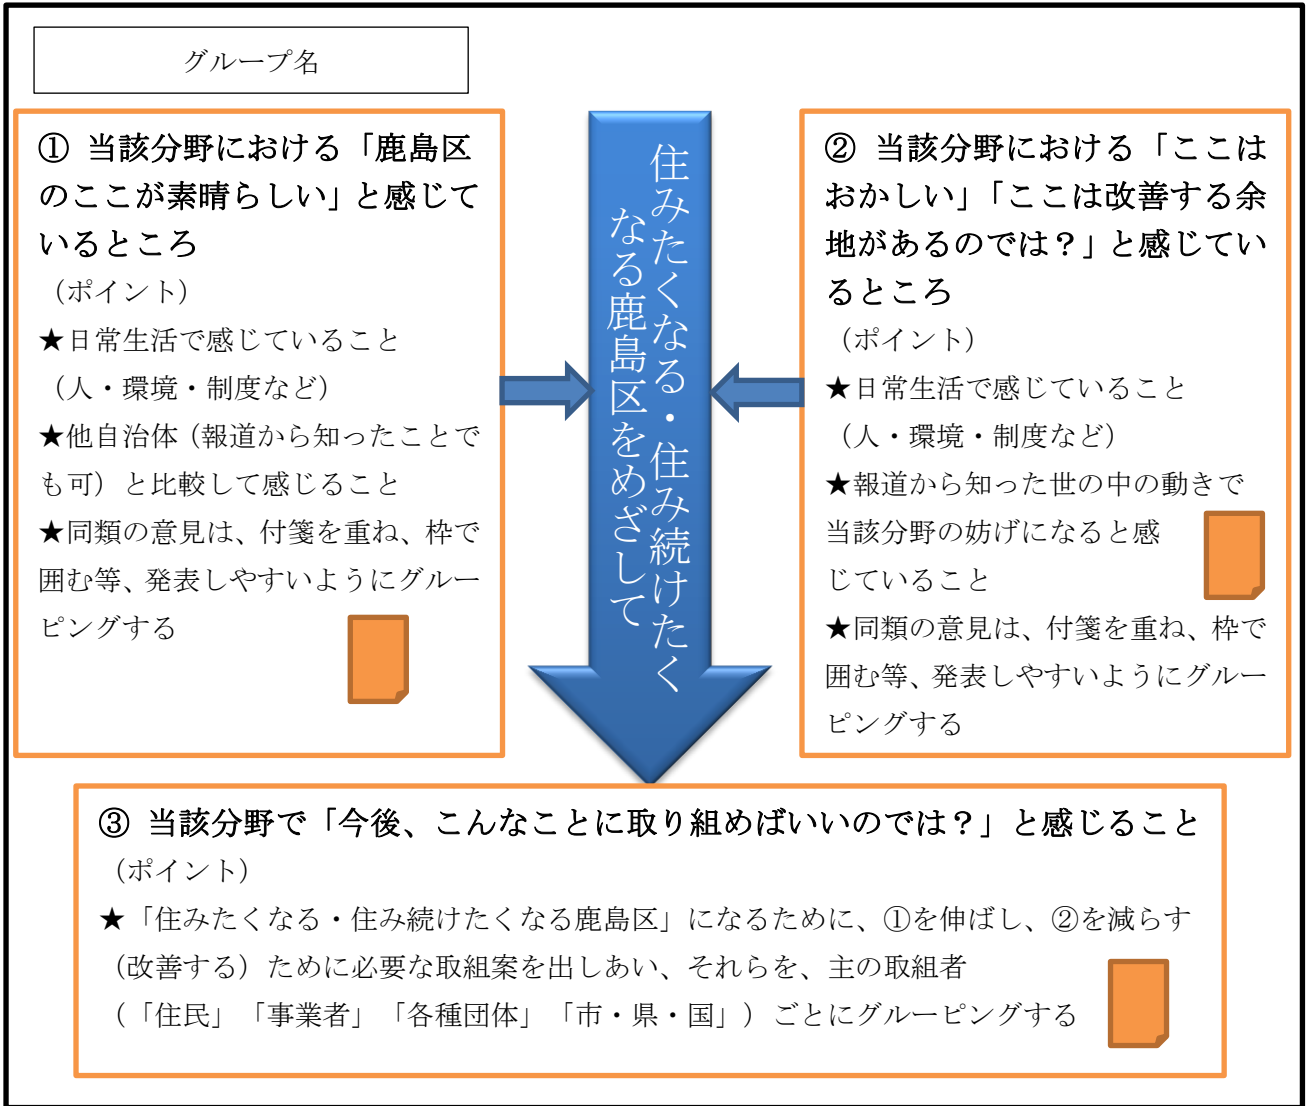 グループ名
① 当該分野における「鹿島区
のここが素晴らしい」と感じて
いるところ
（ポイント）
★日常生活で感じていること
（人・環境・制度など）
★他自治体（報道から知ったことで
も可）と比較して感じること
★同類の意見は、付箋を重ね、枠で
囲む等、発表しやすいようにグルー
ピングする
住みたくなる・住み続けたく
なる鹿島区をめざして
② 当該分野における「ここは
おかしい」「ここは改善する余
地があるのでは？」と感じてい
るところ
（ポイント）
★日常生活で感じていること
（人・環境・制度など）
★報道から知った世の中の動きで
当該分野の妨げになると感
じていること
★同類の意見は、付箋を重ね、枠で
囲む等、発表しやすいようにグルー
ピングする
③ 当該分野で「今後、こんなことに取り組めばいいのでは？」と感じること
（ポイント）
★「住みたくなる・住み続けたくなる鹿島区」になるために、①を伸ばし、②を減らす
（改善する）ために必要な取組案を出しあい、それらを、主の取組者
（「住民」「事業者」「各種団体」「市・県・国」）ごとにグルーピングする